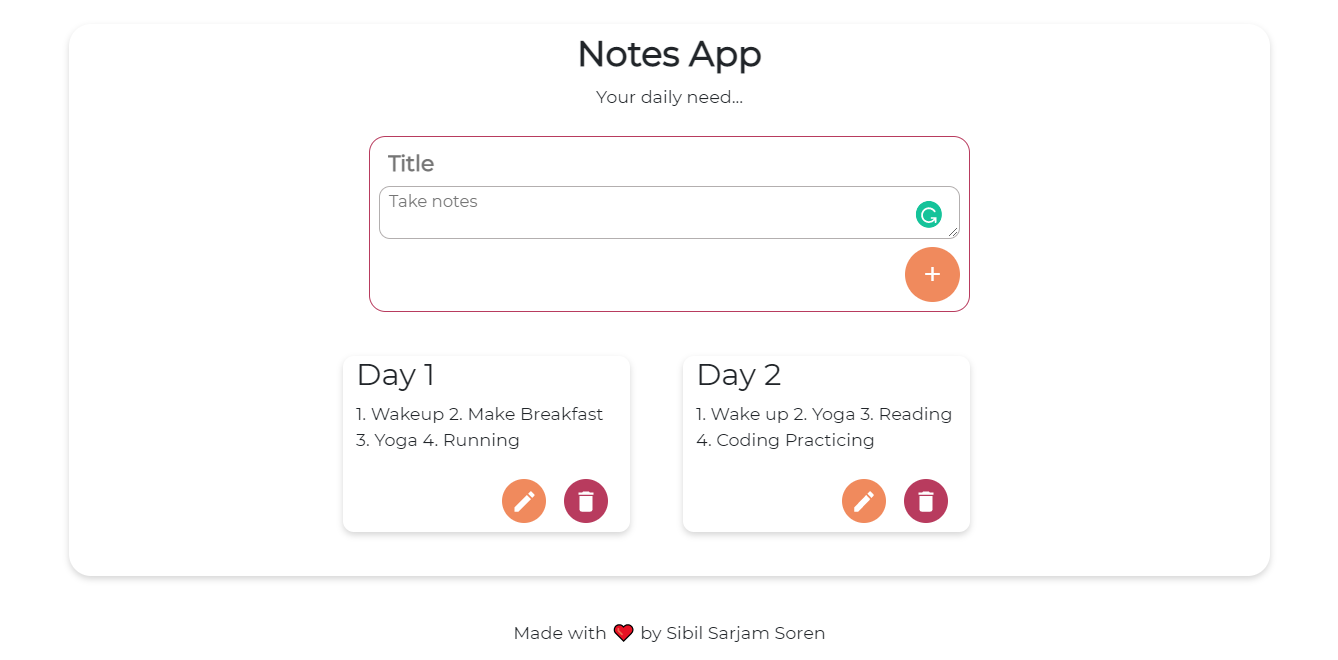 Notes App
Your daily need...
Title
Take notes
Day 1
1. Wakeup 2. Make Breakfast
3. Yoga 4. Running
Day 2
1. Wake up 2. Yoga 3. Reading
4. Coding Practicing
Made with ❤️ by Sibil Sarjam Soren